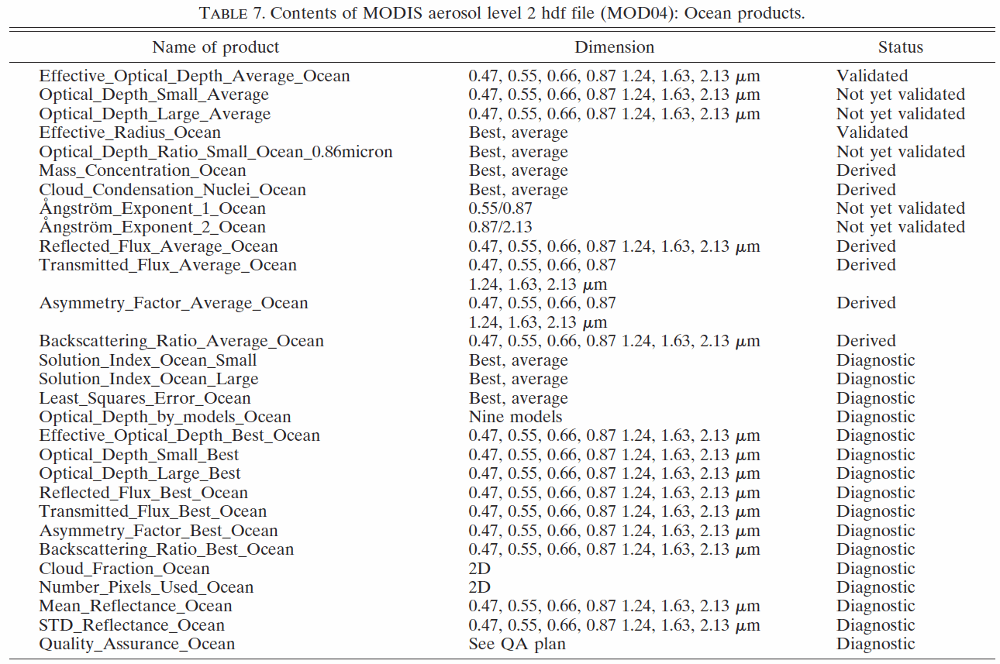 TABLE 7. Contents of MODIS aerosol level 2 hdf file (MOD04): Ocean products.
Name of product Dimension Status
Effective_Optical_Depth_Average_Ocean 0.47, 0.55, 0.66, 0.87 1.24, 1.63, 2.13 μm Validated
Optical_Depth_Small_Average 0.47, 0.55, 0.66, 0.87 1.24, 1.63, 2.13 μm Not yet validated
Optical_Depth_Large_Average 0.47, 0.55, 0.66, 0.87 1.24, 1.63, 2.13 μm Not yet validated
Effective_Radius_Ocean Best, average Validated
Optical_Depth_Ratio_Small_Ocean_0.86micron Best, average Not yet validated
Mass_Concentration_Ocean Best, average Derived
Cloud_Condensation_Nuclei_Ocean Best, average Derived
Ångström_Exponent_1_Ocean 0.55/0.87 Not yet validated
Ångström_Exponent_2_Ocean 0.87/2.13 Not yet validated
Reflected_Flux_Average_Ocean 0.47, 0.55, 0.66, 0.87 1.24, 1.63, 2.13 μm Derived
Transmitted_Flux_Average_Ocean 0.47, 0.55, 0.66, 0.87 Derived
1.24, 1.63, 2.13 μm
Asymmetry_Factor_Average_Ocean 0.47, 0.55, 0.66, 0.87 Derived
1.24, 1.63, 2.13 μm
Backscattering_Ratio_Average_Ocean 0.47, 0.55, 0.66, 0.87 1.24, 1.63, 2.13 μm Derived
Solution_Index_Ocean_Small Best, average Diagnostic
Solution_Index_Ocean_Large Best, average Diagnostic
Least_Squares_Error_Ocean Best, average Diagnostic
Optical_Depth_by_models_Ocean Nine models Diagnostic
Effective_Optical_Depth_Best_Ocean 0.47, 0.55, 0.66, 0.87 1.24, 1.63, 2.13 μm Diagnostic
Optical_Depth_Small_Best 0.47, 0.55, 0.66, 0.87 1.24, 1.63, 2.13 μm Diagnostic
Optical_Depth_Large_Best 0.47, 0.55, 0.66, 0.87 1.24, 1.63, 2.13 μm Diagnostic
Reflected_Flux_Best_Ocean 0.47, 0.55, 0.66, 0.87 1.24, 1.63, 2.13 μm Diagnostic
Transmitted_Flux_Best_Ocean 0.47, 0.55, 0.66, 0.87 1.24, 1.63, 2.13 μm Diagnostic
Asymmetry_Factor_Best_Ocean 0.47, 0.55, 0.66, 0.87 1.24, 1.63, 2.13 μm Diagnostic
Backscattering_Ratio_Best_Ocean 0.47, 0.55, 0.66, 0.87 1.24, 1.63, 2.13 μm Diagnostic
Cloud_Fraction_Ocean 2D Diagnostic
Number_Pixels_Used_Ocean 2D Diagnostic
Mean_Reflectance_Ocean 0.47, 0.55, 0.66, 0.87 1.24, 1.63, 2.13 μm Diagnostic
STD_Reflectance_Ocean 0.47, 0.55, 0.66, 0.87 1.24, 1.63, 2.13 μm Diagnostic
Quality_Assurance_Ocean See QA plan Diagnostic